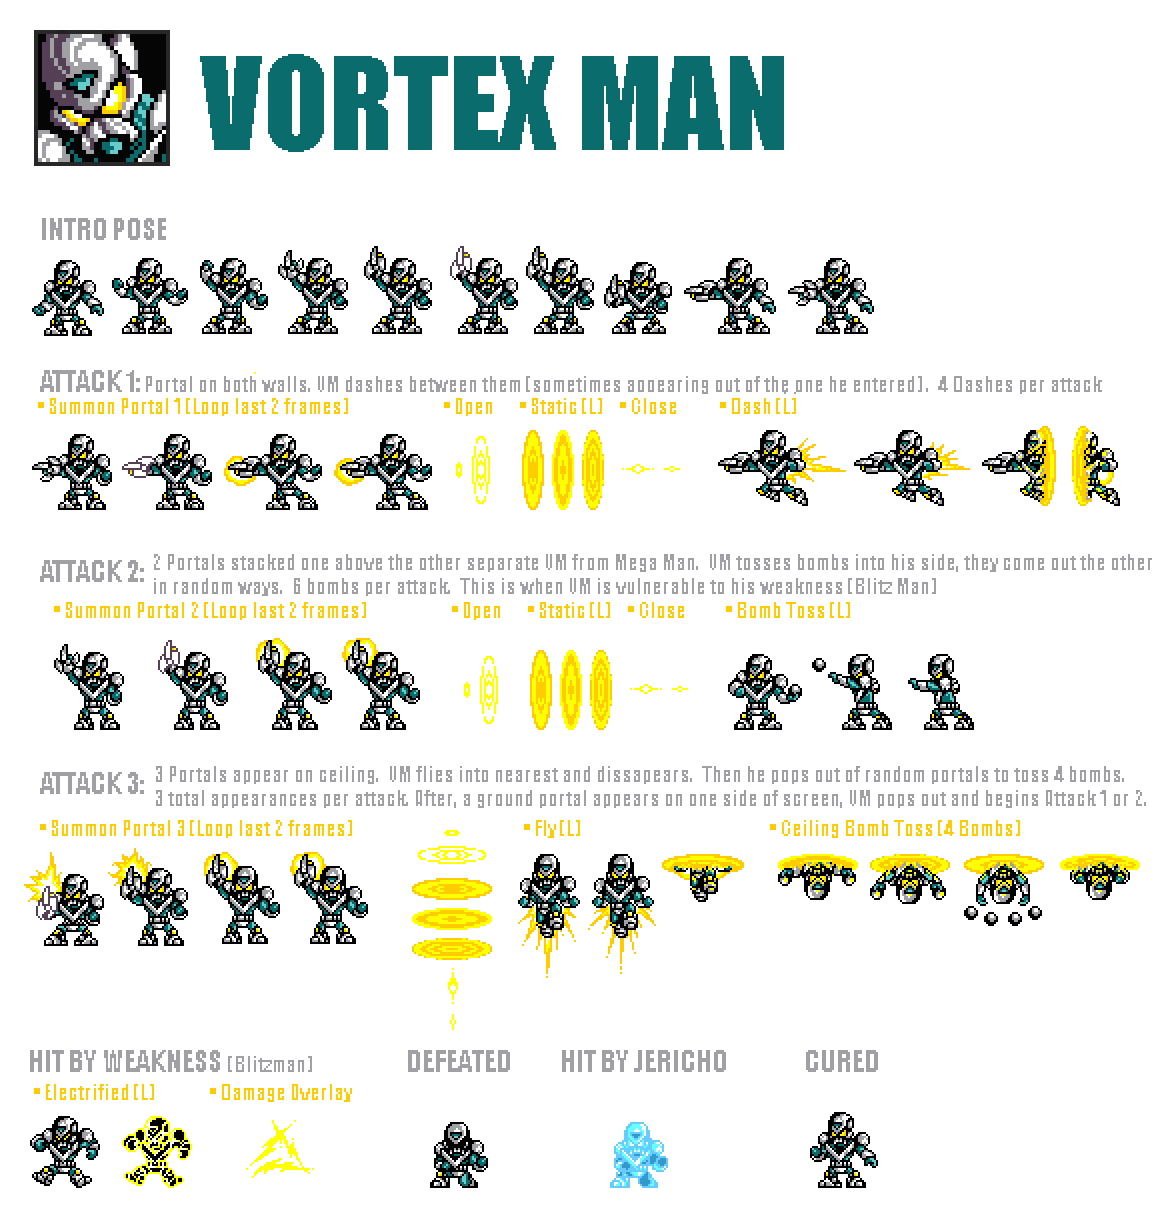 VORTEX MAN
INTRO POSE
ATTACK 1: Portal on both walls. VM dashes between them (sometimes appearing out of the one he entered). 4 Dashes per attack
▪ Summon Portal 1 (Loop last 2 frames) ▪ Open ▪ Static (L) ▪ Close ▪ Dash (L)
ATTACK 2: 2 Portals stacked one above the other separate VM from Mega Man. VM tosses bombs into his side, they come out the other
in random ways. 6 bombs per attack. This is when VM is vulnerable to his weakness (Blitz Man)
▪ Summon Portal 2 (Loop last 2 frames) ▪ Open ▪ Static (L) ▪ Close ▪ Bomb Toss (L)
ATTACK 3: 3 Portals appear on ceiling. VM flies into nearest and dissapears. Then he pops out of random portals to toss 4 bombs.
3 total appearances per attack. After, a ground portal appears on one side of screen, VM pops out and begins Attack 1 or 2.
▪ Summon Portal 3 (Loop last 2 frames) ▪ Fly (L) ▪ Ceiling Bomb Toss (4 Bombs)
HIT BY WEAKNESS (Blitzman) DEFEATED HIT BY JERICHO CURED
▪ Electrified (L) ▪ Damage Overlay